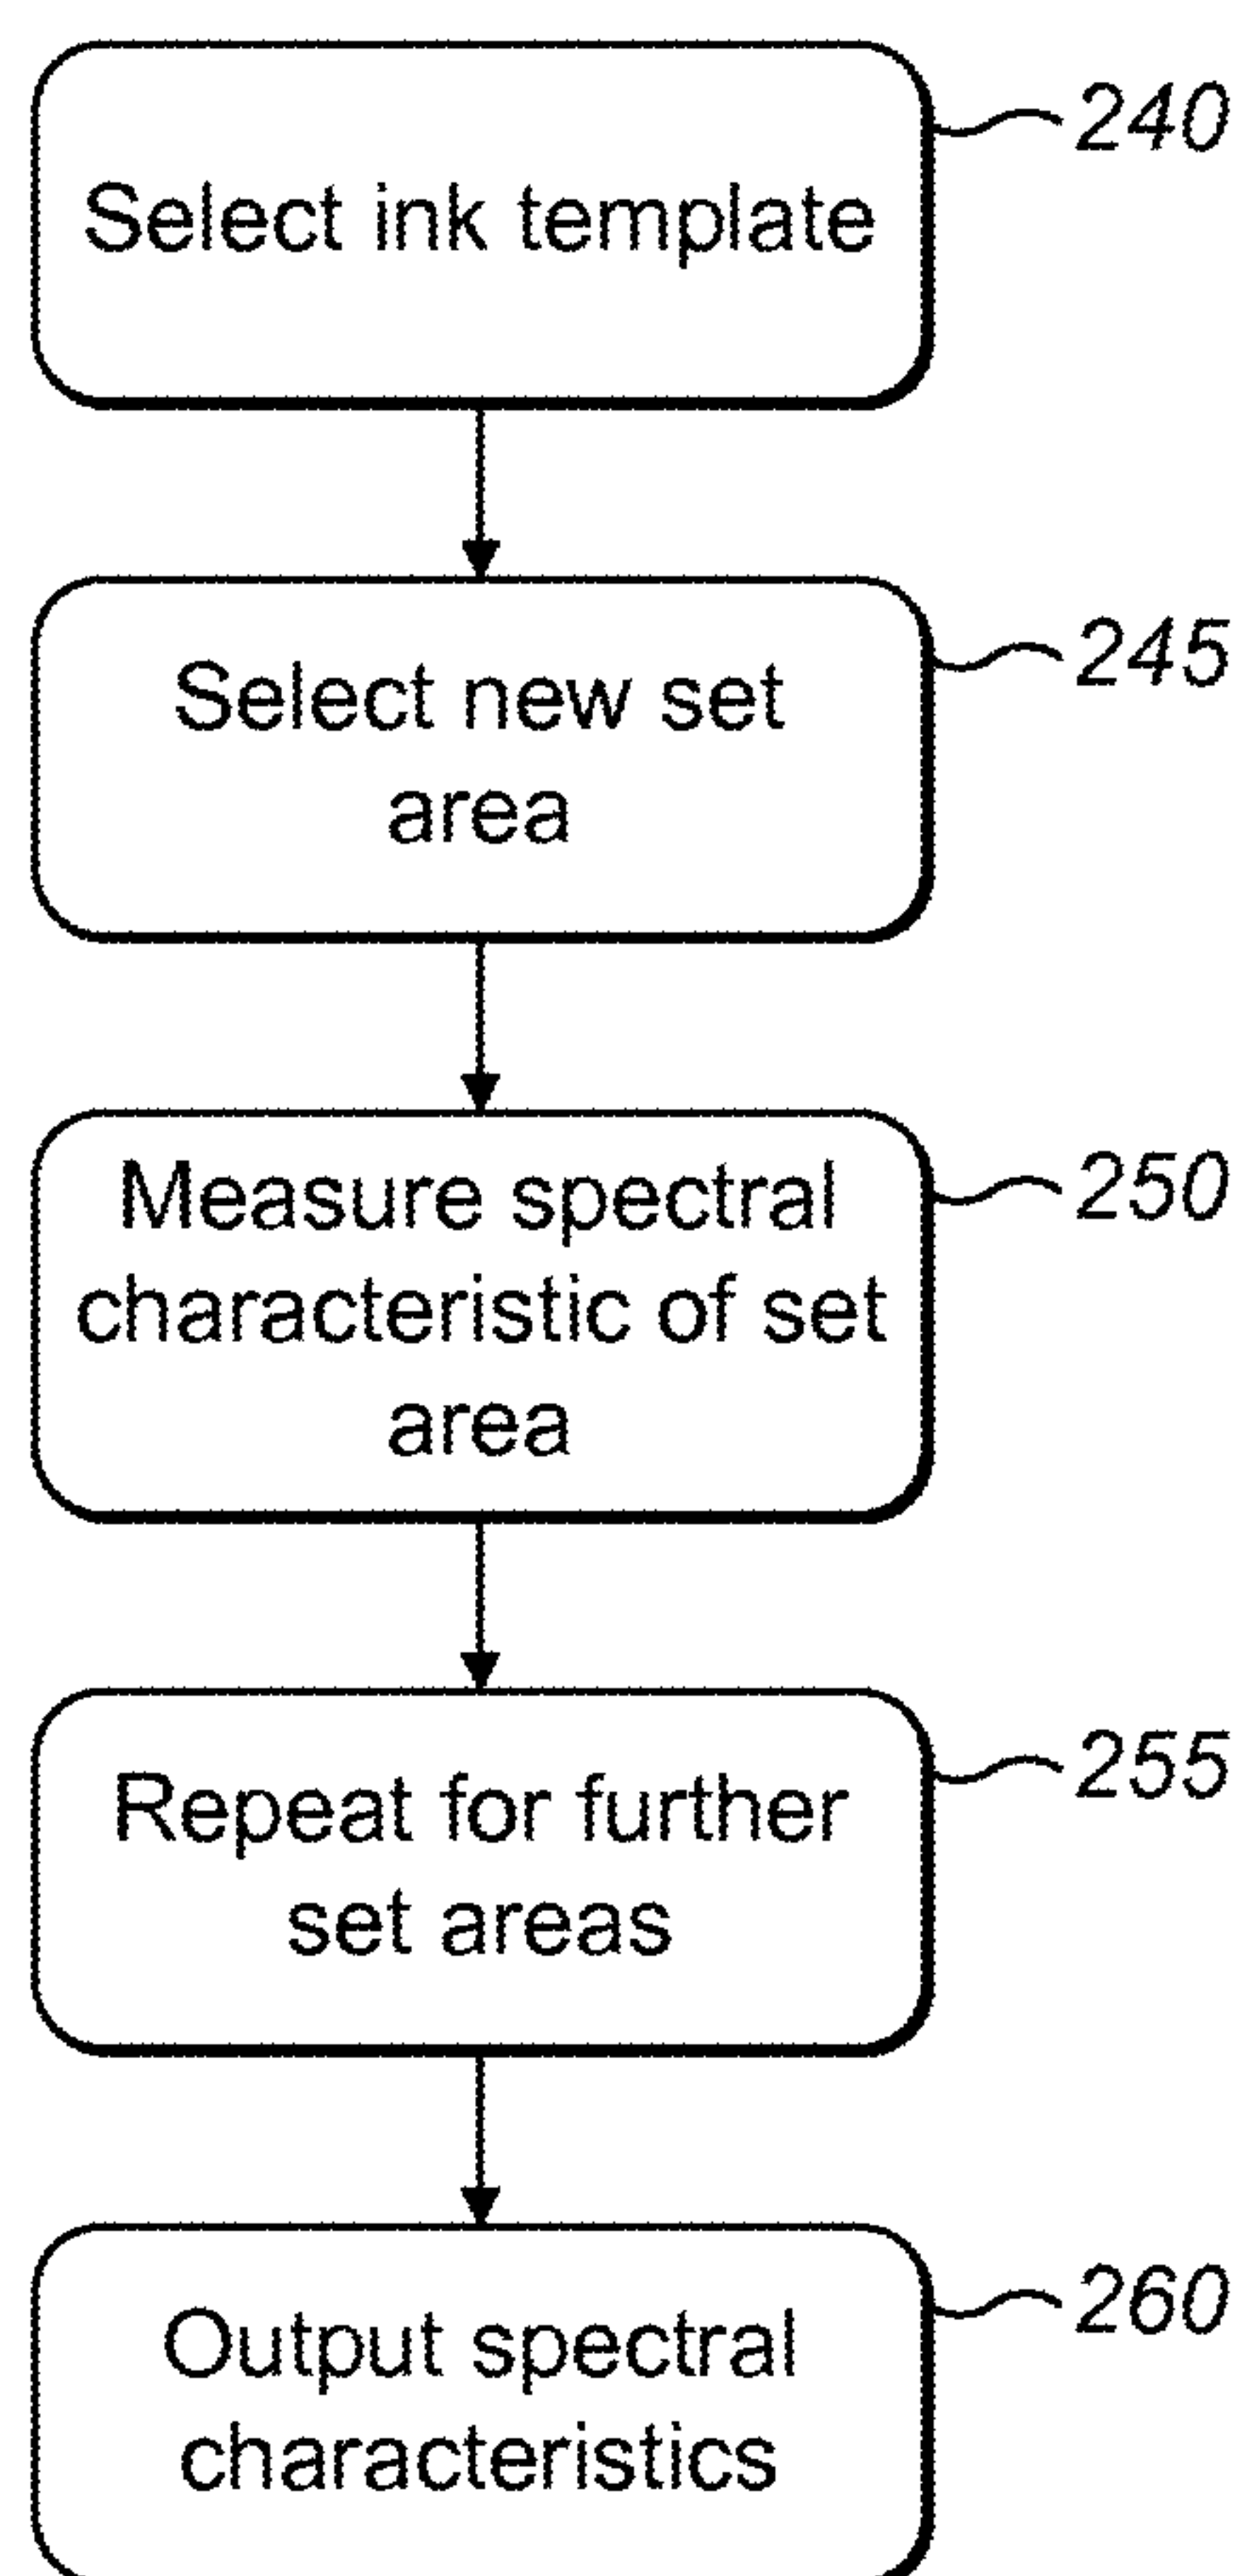 240
Select ink template
245
Select new set
area
250
Measure spectral
characteristic of set
area
255
Repeat for further
set areas
260
Output spectral
characteristics